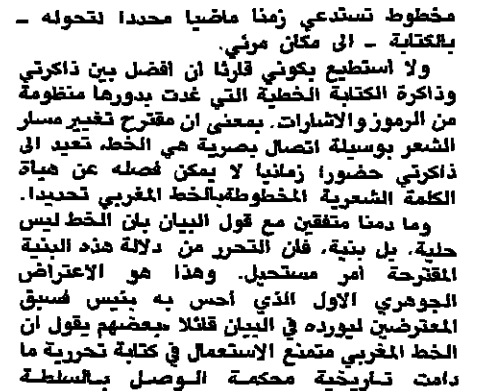 مخطوط تستدعي زمنا ماضيا محددا لتحوله –
بالكتابة – الى مكان مرئي.
ولا أستطيع بكوني قارئا أن أفصل بين ذاكرتي
وذاكرة الكتابة الخطية التي غدت بدورها منظومة
من الرموز والاشارات. بمعنى ان مقترح تغيير مسار
الشعر بوسيلة اتصال بصرية هي الخط، تعيد الى
ذاكرتي حضورا زمانيا لا يمكن فصله عن هيأة
الكلمة الشعرية المخطوطةبالخط المغربي تحديدا.
وما دمنا متفقين مع قول البيان بان الخط ليس
حلية، بل بنية، فان التحرر من دلالة هذه البنية
المقترحة أمر مستحيل. وهذا هو الاعتراض
الجوهري الاول الذي أحس به بنيس فسبق
المعترضين ليورده في البيان قائلا «بعضهم يقول ان
الخط المغربي متمنع الاستعمال في كتابة تحررية ما
دامت تأريخية محكمة الوصل بالسلطة